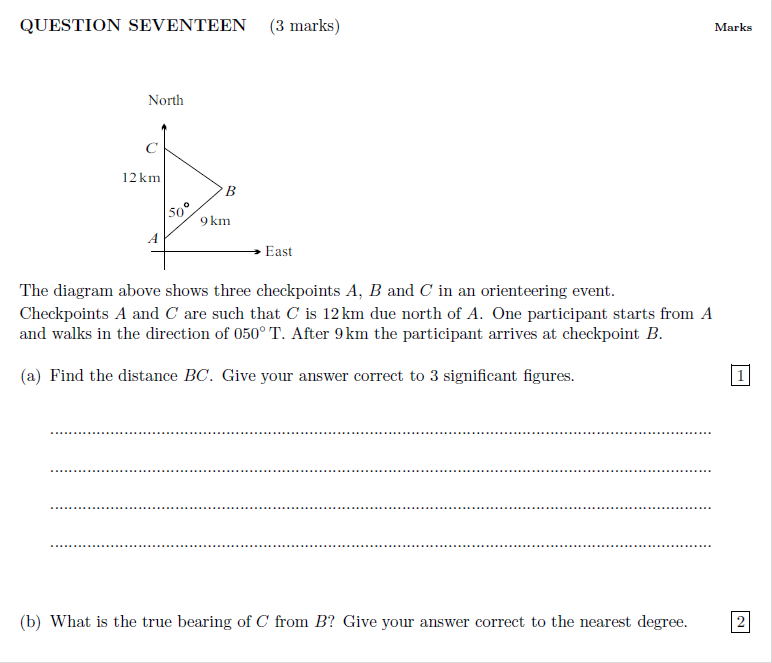 QUESTION SEVENTEEN (3 marks) Marks
North
C
12 km
B
50°
9 km
A
East
The diagram above shows three checkpoints A, B and C in an orienteering event.
Checkpoints A and C are such that C is 12 km due north of A. One participant starts from A
and walks in the direction of 050° T. After 9 km the participant arrives at checkpoint B.
(a) Find the distance BC. Give your answer correct to 3 significant figures. 1
(b) What is the true bearing of C from B? Give your answer correct to the nearest degree. 2